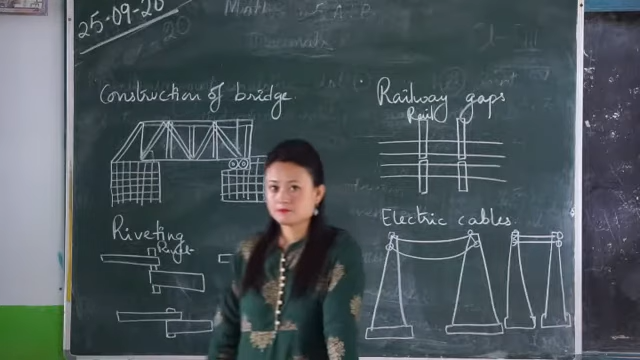 25-09-20
Construction of bridge.
Railway gaps
Rail
Riveting
Electric cables.